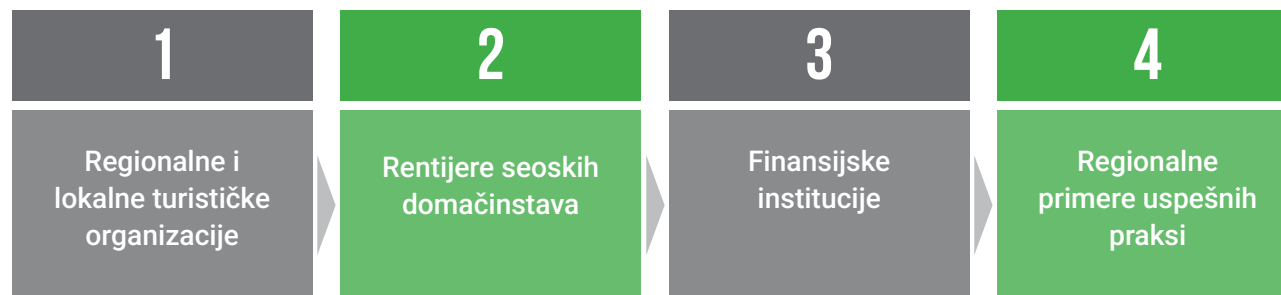 1
Regionalne i
lokalne turističke
organizacije
2
Rentijere seoskih
domačinstava
3
Finansijske
institucije
4
Regionalne
primere uspešnih
praksi